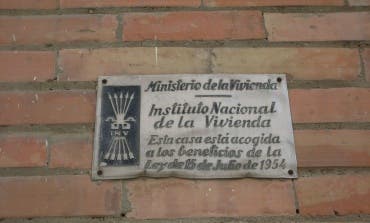 Ministerio de la Vivienda
Instituto Nacional
de la Vivienda
Esta casa está acogida
a los beneficios de la
Ley de 15 de Julio de 1954
INV